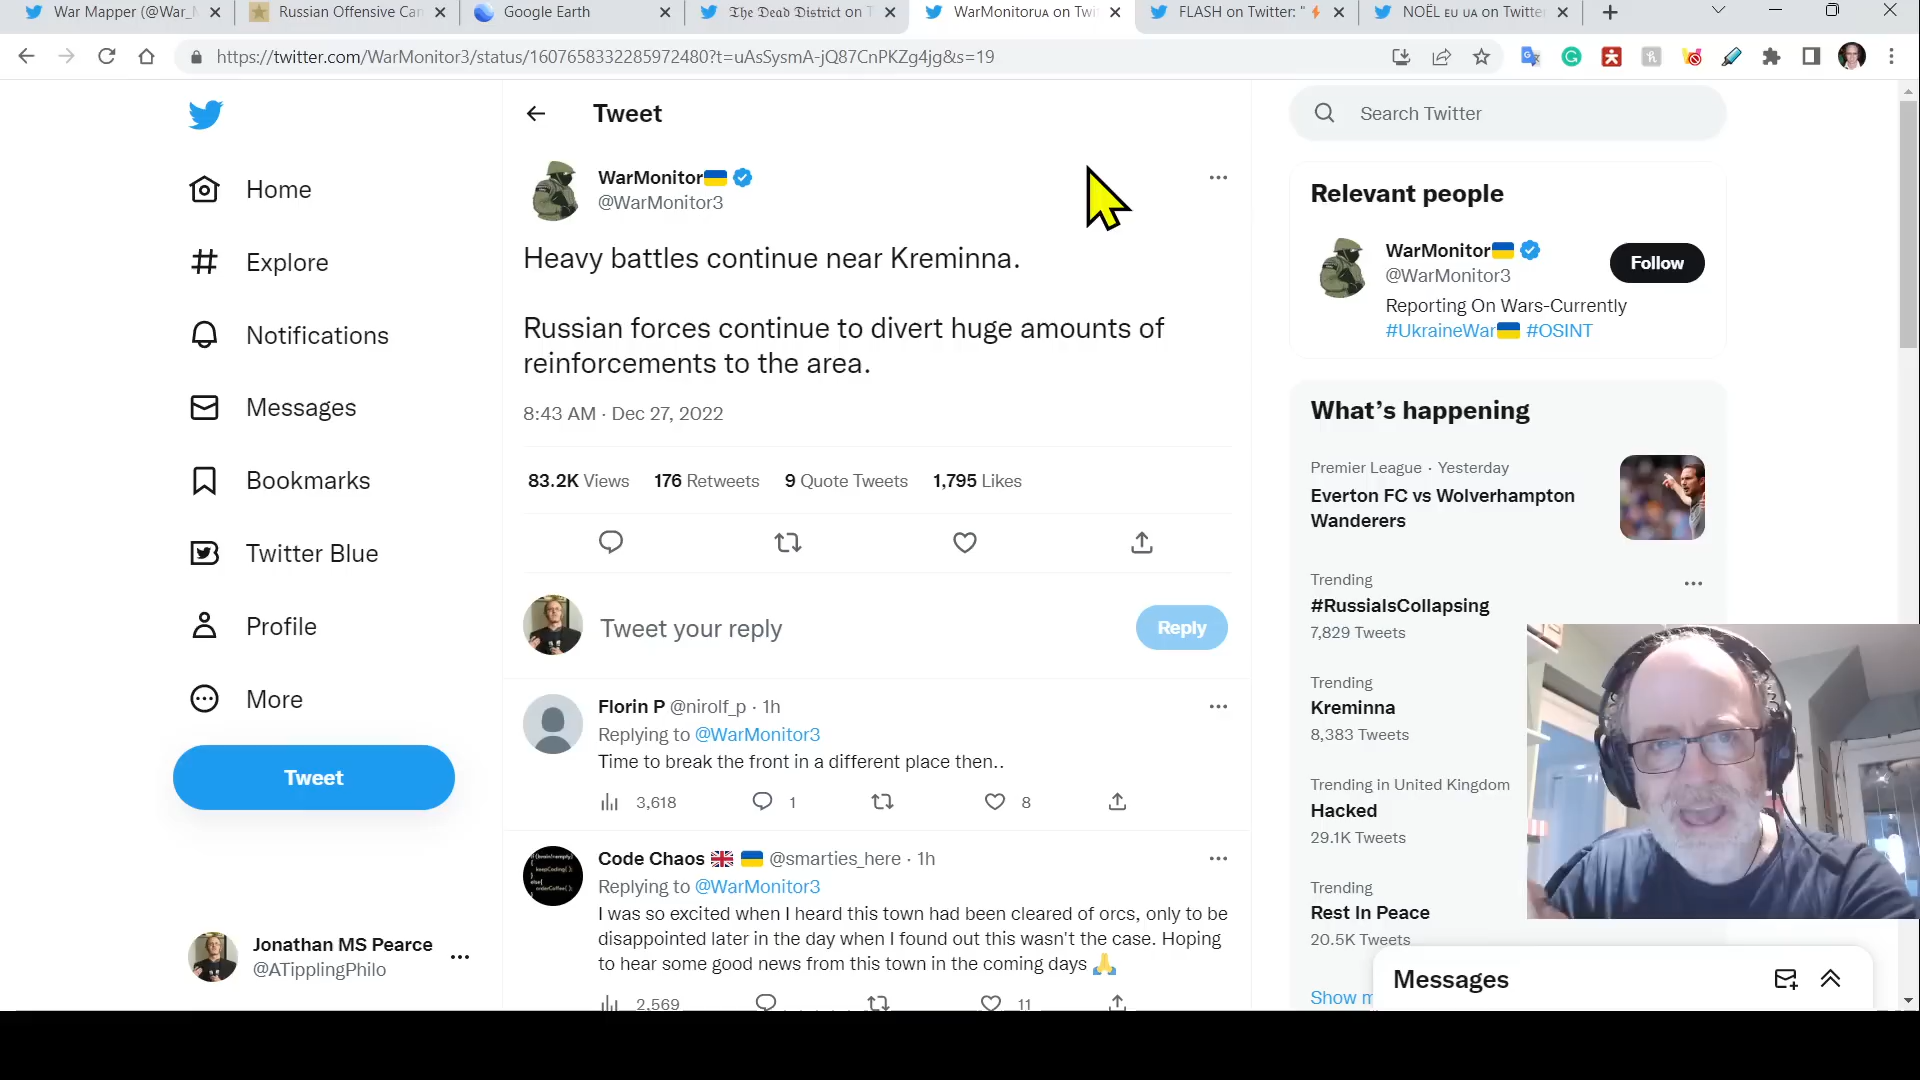 War Mapper (@War_
Russian Offensive Can
Google Earth
𝕿𝖍𝖊 𝕯𝖊𝖆𝖉 𝕯𝖎𝖘𝖙𝖗𝖎𝖈𝖙 on T
WarMonitorᴜᴀ on Twi
FLASH on Twitter: "⚡
NOËL ᴇᴜ ᴜᴀ on Twitter
https://twitter.com/WarMonitor3/status/1607658332285972480?t=uAsSysmA-jQ87CnPKZg4jg&s=19
Home
Explore
Notifications
Messages
Bookmarks
Twitter Blue
Profile
More
Tweet
Jonathan MS Pearce
@ATipplingPhilo
Tweet
WarMonitor🇺🇦
@WarMonitor3
Heavy battles continue near Kreminna.
Russian forces continue to divert huge amounts of
reinforcements to the area.
8:43 AM · Dec 27, 2022
83.2K Views 176 Retweets 9 Quote Tweets 1,795 Likes
Tweet your reply
Reply
Florin P @nirolf_p · 1h
Replying to @WarMonitor3
Time to break the front in a different place then..
3,618 1 8
Code Chaos 🇬🇧 🇺🇦 @smarties_here · 1h
Replying to @WarMonitor3
I was so excited when I heard this town had been cleared of orcs, only to be
disappointed later in the day when I found out this wasn't the case. Hoping
to hear some good news from this town in the coming days 🙏
2,569 11
Search Twitter
Relevant people
WarMonitor🇺🇦
@WarMonitor3
Follow
Reporting On Wars-Currently
#UkraineWar🇺🇦 #OSINT
What's happening
Premier League · Yesterday
Everton FC vs Wolverhampton
Wanderers
Trending
#RussiaIsCollapsing
7,829 Tweets
Trending
Kreminna
8,383 Tweets
Trending in United Kingdom
Hacked
29.1K Tweets
Trending
Rest In Peace
20.5K Tweets
Show m
Messages